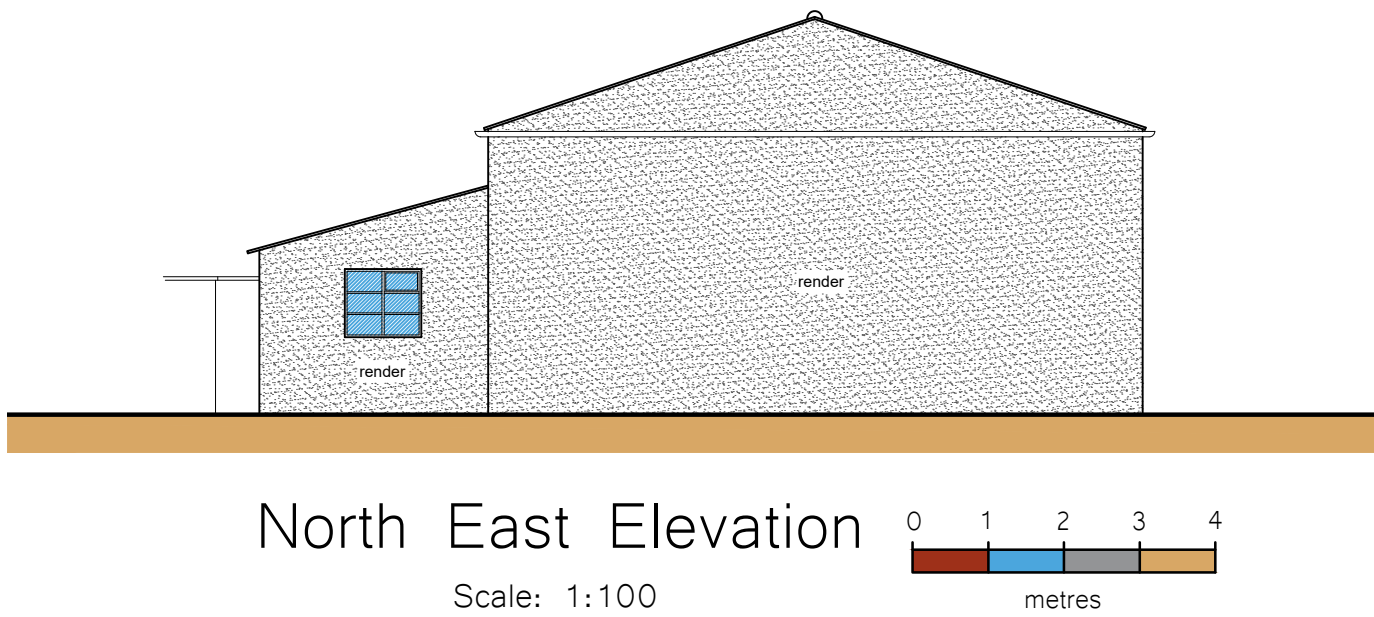 render
render
North East Elevation
Scale: 1:100
0 1 2 3 4
metres